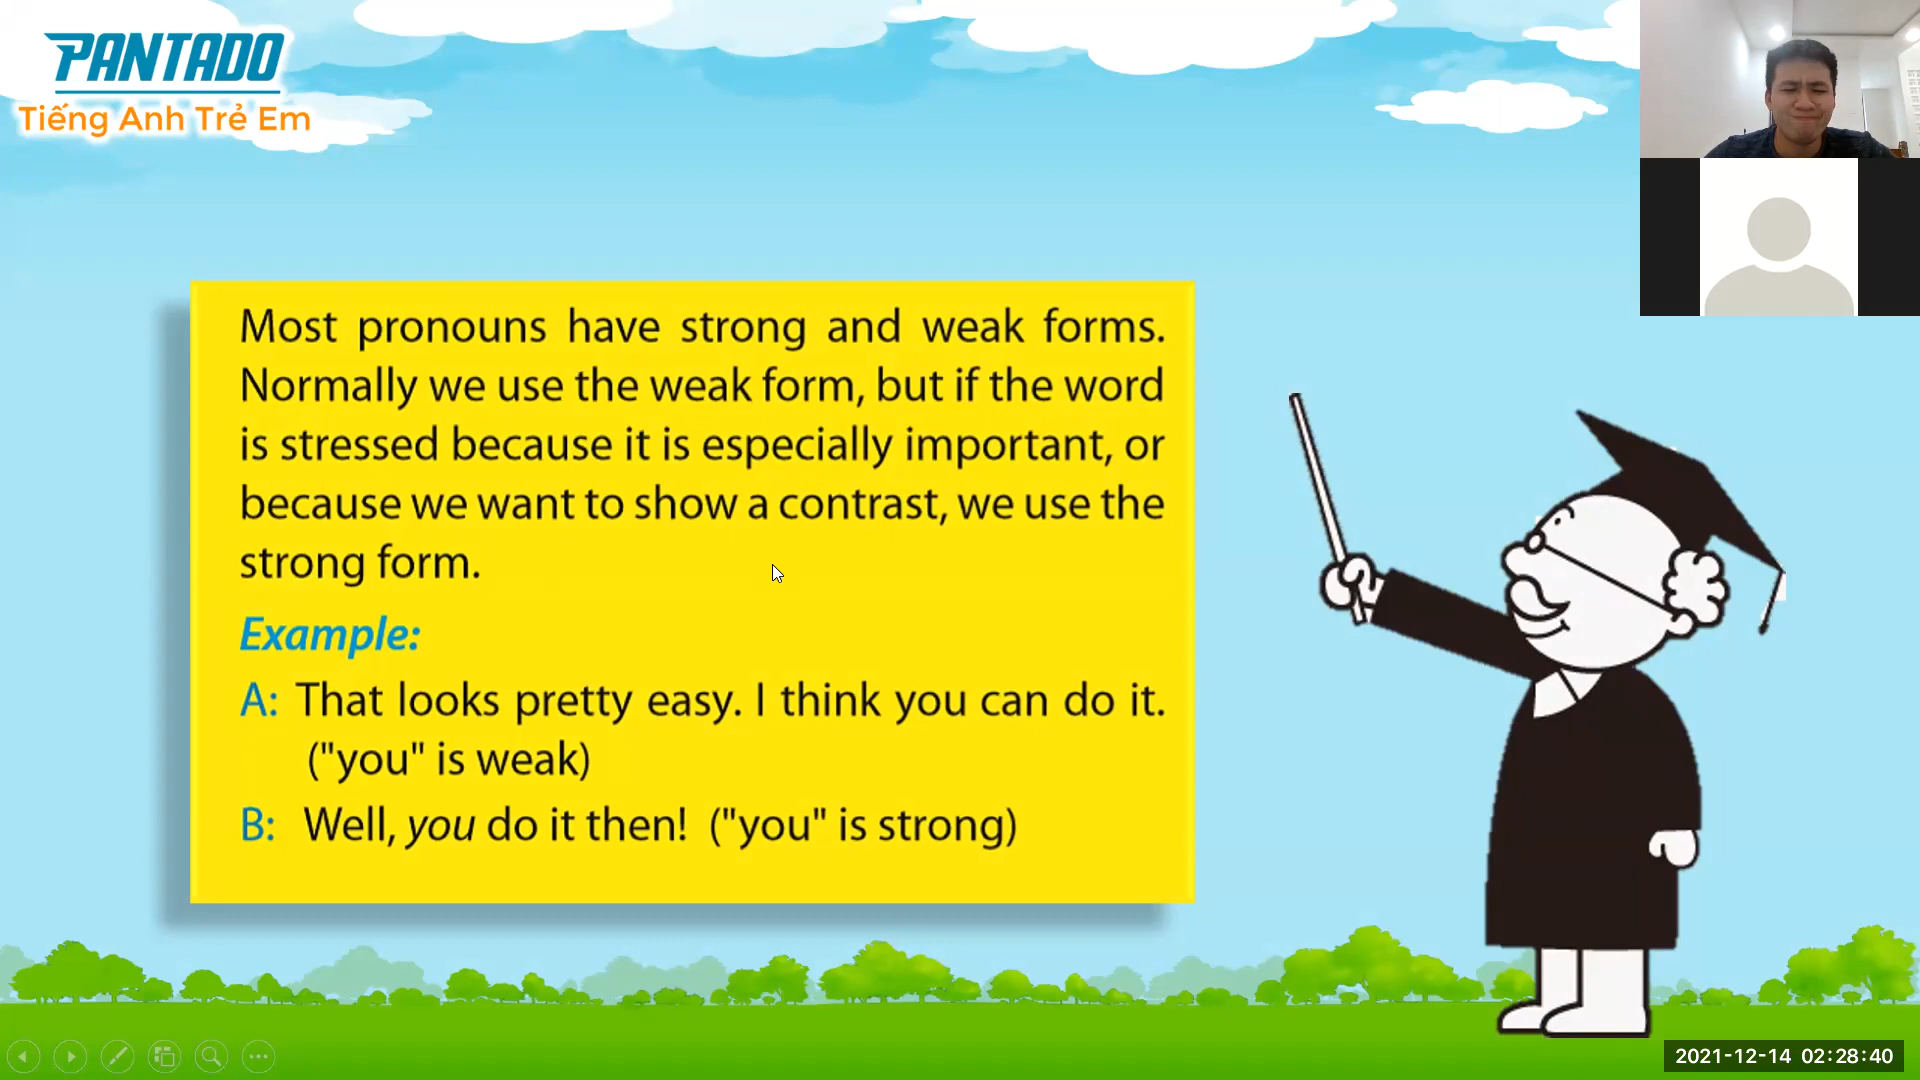 PANTADO
Tiếng Anh Trẻ Em
Most pronouns have strong and weak forms.
Normally we use the weak form, but if the word
is stressed because it is especially important, or
because we want to show a contrast, we use the
strong form.
Example:
A: That looks pretty easy. I think you can do it.
("you" is weak)
B: Well, you do it then! ("you" is strong)
2021-12-14 02:28:40